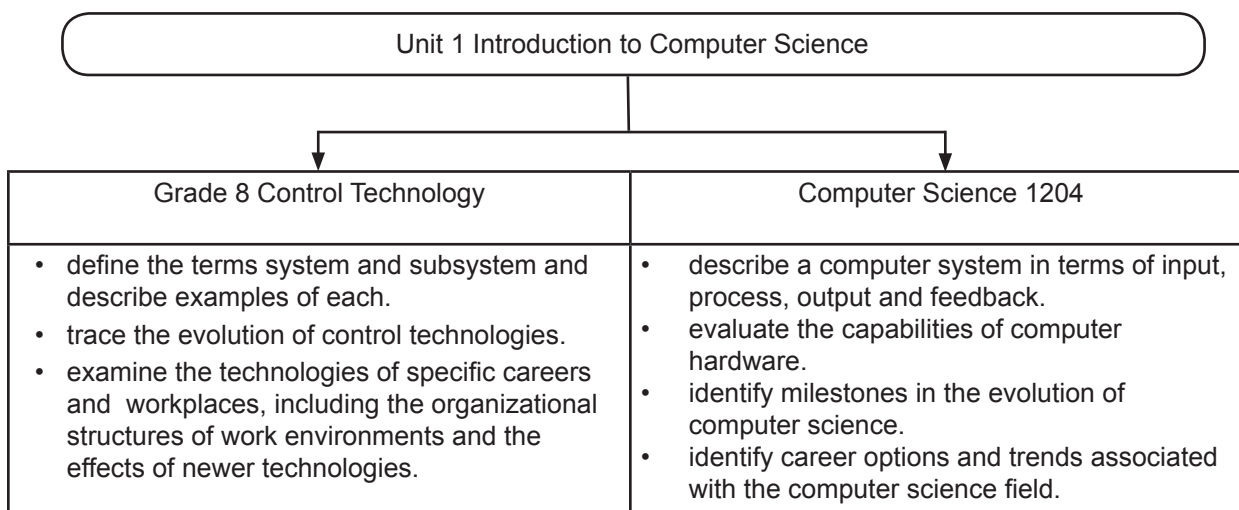 Unit 1 Introduction to Computer Science
Grade 8 Control Technology
• define the terms system and subsystem and
describe examples of each.
• trace the evolution of control technologies.
• examine the technologies of specific careers
and workplaces, including the organizational
structures of work environments and the
effects of newer technologies.
Computer Science 1204
• describe a computer system in terms of input,
process, output and feedback.
• evaluate the capabilities of computer
hardware.
• identify milestones in the evolution of
computer science.
• identify career options and trends associated
with the computer science field.